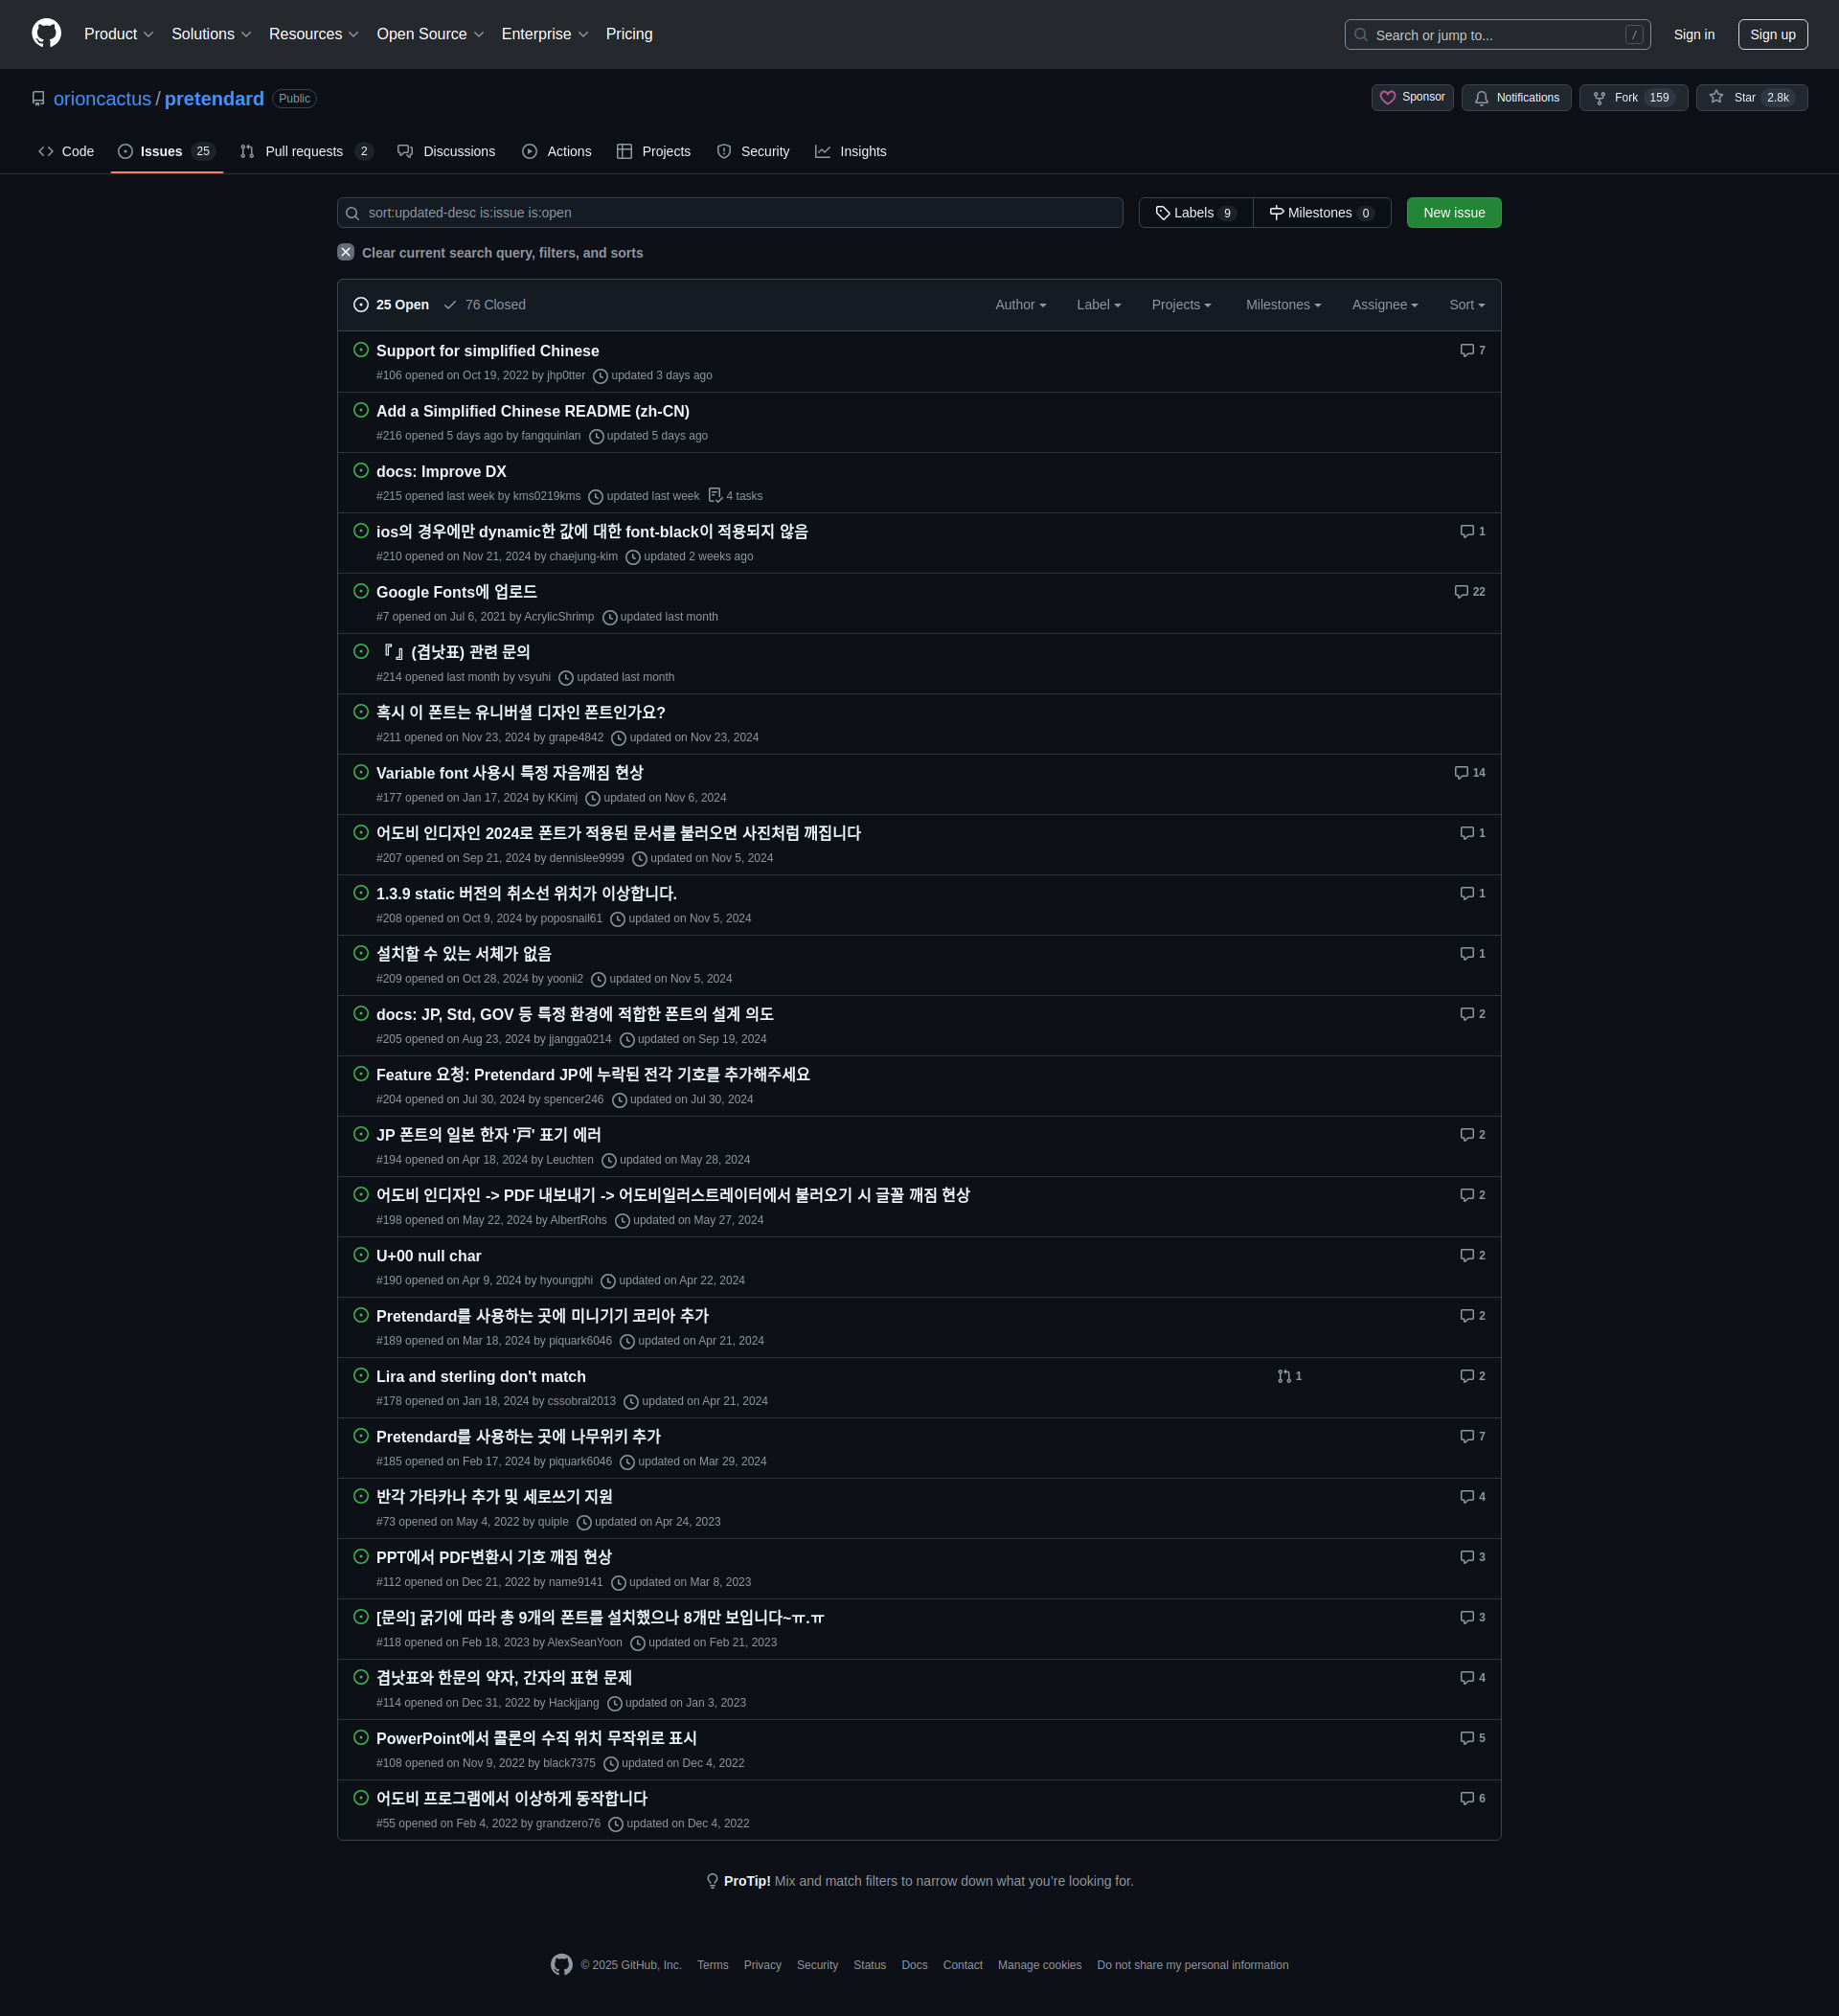 Product Solutions Resources Open Source Enterprise Pricing Search or jump to... / Sign in Sign up
orioncactus / pretendard Public Sponsor Notifications Fork 159 Star 2.8k
Code Issues 25 Pull requests 2 Discussions Actions Projects Security Insights
sort:updated-desc is:issue is:open Labels 9 Milestones 0 New issue
Clear current search query, filters, and sorts
25 Open 76 Closed Author Label Projects Milestones Assignee Sort
Support for simplified Chinese 7
#106 opened on Oct 19, 2022 by jhp0tter updated 3 days ago
Add a Simplified Chinese README (zh-CN)
#216 opened 5 days ago by fangquinlan updated 5 days ago
docs: Improve DX
#215 opened last week by kms0219kms updated last week 4 tasks
ios의 경우에만 dynamic한 값에 대한 font-black이 적용되지 않음 1
#210 opened on Nov 21, 2024 by chaejung-kim updated 2 weeks ago
Google Fonts에 업로드 22
#7 opened on Jul 6, 2021 by AcrylicShrimp updated last month
『 』(겹낫표) 관련 문의
#214 opened last month by vsyuhi updated last month
혹시 이 폰트는 유니버셜 디자인 폰트인가요?
#211 opened on Nov 23, 2024 by grape4842 updated on Nov 23, 2024
Variable font 사용시 특정 자음깨짐 현상 14
#177 opened on Jan 17, 2024 by KKimj updated on Nov 6, 2024
어도비 인디자인 2024로 폰트가 적용된 문서를 불러오면 사진처럼 깨집니다 1
#207 opened on Sep 21, 2024 by dennislee9999 updated on Nov 5, 2024
1.3.9 static 버전의 취소선 위치가 이상합니다. 1
#208 opened on Oct 9, 2024 by poposnail61 updated on Nov 5, 2024
설치할 수 있는 서체가 없음 1
#209 opened on Oct 28, 2024 by yoonii2 updated on Nov 5, 2024
docs: JP, Std, GOV 등 특정 환경에 적합한 폰트의 설계 의도 2
#205 opened on Aug 23, 2024 by jjangga0214 updated on Sep 19, 2024
Feature 요청: Pretendard JP에 누락된 전각 기호를 추가해주세요
#204 opened on Jul 30, 2024 by spencer246 updated on Jul 30, 2024
JP 폰트의 일본 한자 '戸' 표기 에러 2
#194 opened on Apr 18, 2024 by Leuchten updated on May 28, 2024
어도비 인디자인 -> PDF 내보내기 -> 어도비일러스트레이터에서 불러오기 시 글꼴 깨짐 현상 2
#198 opened on May 22, 2024 by AlbertRohs updated on May 27, 2024
U+00 null char 2
#190 opened on Apr 9, 2024 by hyoungphi updated on Apr 22, 2024
Pretendard를 사용하는 곳에 미니기기 코리아 추가 2
#189 opened on Mar 18, 2024 by piquark6046 updated on Apr 21, 2024
Lira and sterling don't match 1 2
#178 opened on Jan 18, 2024 by cssobral2013 updated on Apr 21, 2024
Pretendard를 사용하는 곳에 나무위키 추가 7
#185 opened on Feb 17, 2024 by piquark6046 updated on Mar 29, 2024
반각 가타카나 추가 및 세로쓰기 지원 4
#73 opened on May 4, 2022 by quiple updated on Apr 24, 2023
PPT에서 PDF변환시 기호 깨짐 현상 3
#112 opened on Dec 21, 2022 by name9141 updated on Mar 8, 2023
[문의] 굵기에 따라 총 9개의 폰트를 설치했으나 8개만 보입니다~ㅠ.ㅠ 3
#118 opened on Feb 18, 2023 by AlexSeanYoon updated on Feb 21, 2023
겹낫표와 한문의 약자, 간자의 표현 문제 4
#114 opened on Dec 31, 2022 by Hackjjang updated on Jan 3, 2023
PowerPoint에서 콜론의 수직 위치 무작위로 표시 5
#108 opened on Nov 9, 2022 by black7375 updated on Dec 4, 2022
어도비 프로그램에서 이상하게 동작합니다 6
#55 opened on Feb 4, 2022 by grandzero76 updated on Dec 4, 2022
ProTip! Mix and match filters to narrow down what you’re looking for.
© 2025 GitHub, Inc. Terms Privacy Security Status Docs Contact Manage cookies Do not share my personal information